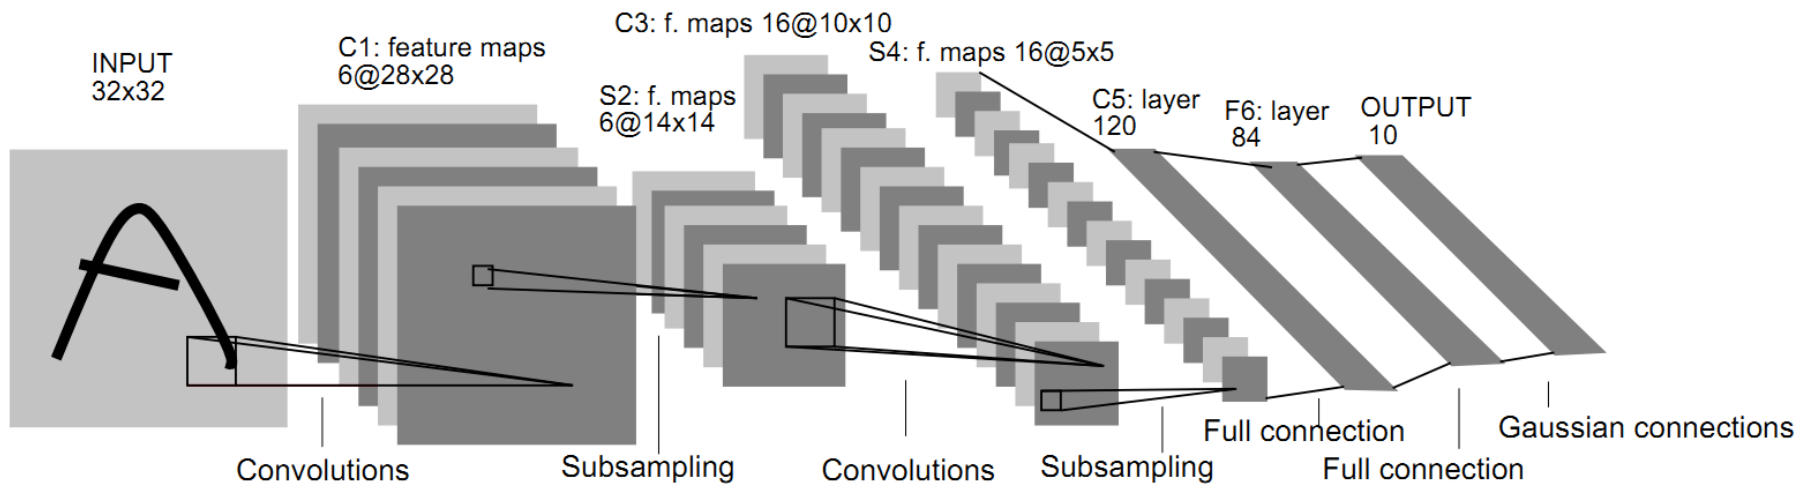 INPUT
32x32
C1: feature maps
6@28x28
S2: f. maps
6@14x14
C3: f. maps 16@10x10
S4: f. maps 16@5x5
C5: layer
120
F6: layer
84
OUTPUT
10
Convolutions
Subsampling
Convolutions
Subsampling
Full connection
Full connection
Gaussian connections